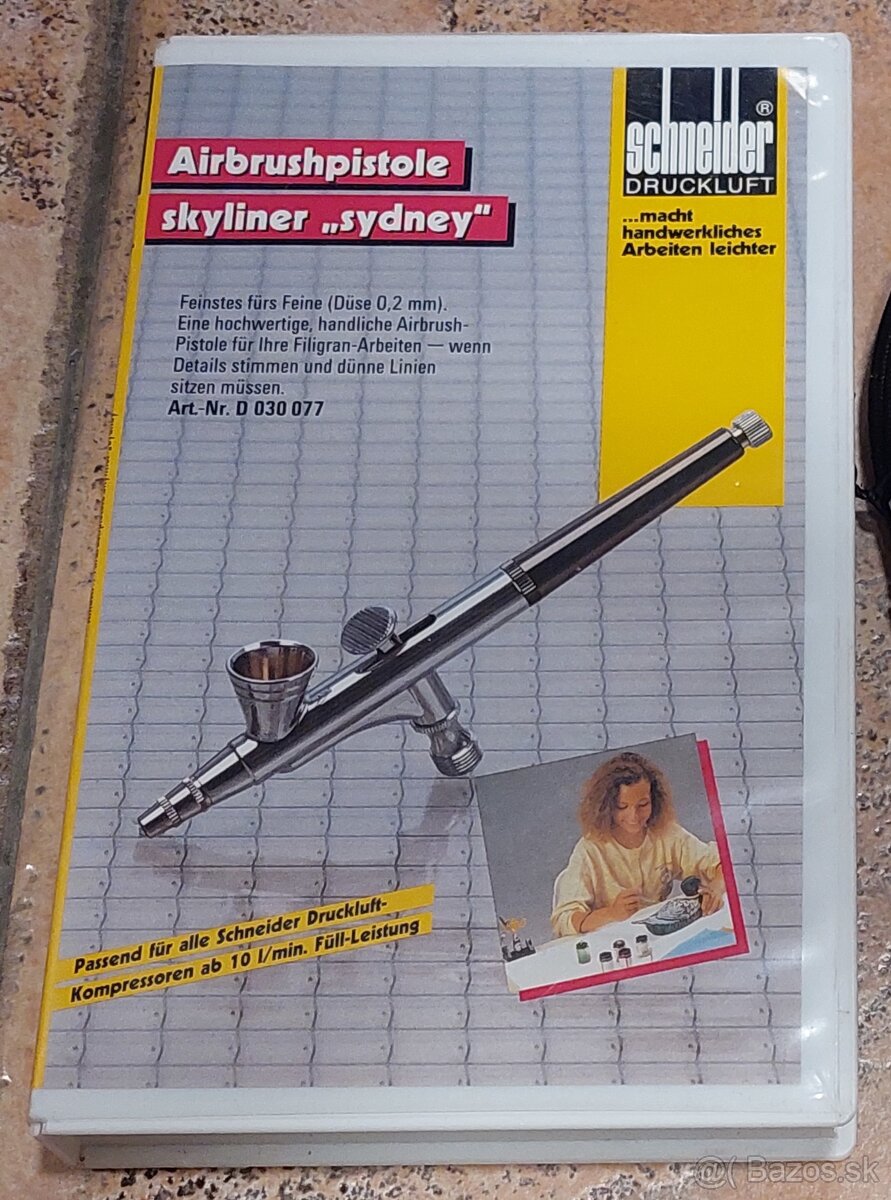 Airbrushpistole
skyliner „sydney“
schneider®
DRUCKLUFT
...macht
handwerkliches
Arbeiten leichter
Feinstes fürs Feine (Düse 0,2 mm).
Eine hochwertige, handliche Airbrush-
Pistole für Ihre Filigran-Arbeiten — wenn
Details stimmen und dünne Linien
sitzen müssen.
Art.-Nr. D 030 077
Passend für alle Schneider Druckluft-
Kompressoren ab 10 l/min. Füll-Leistung
@( Bazos.sk